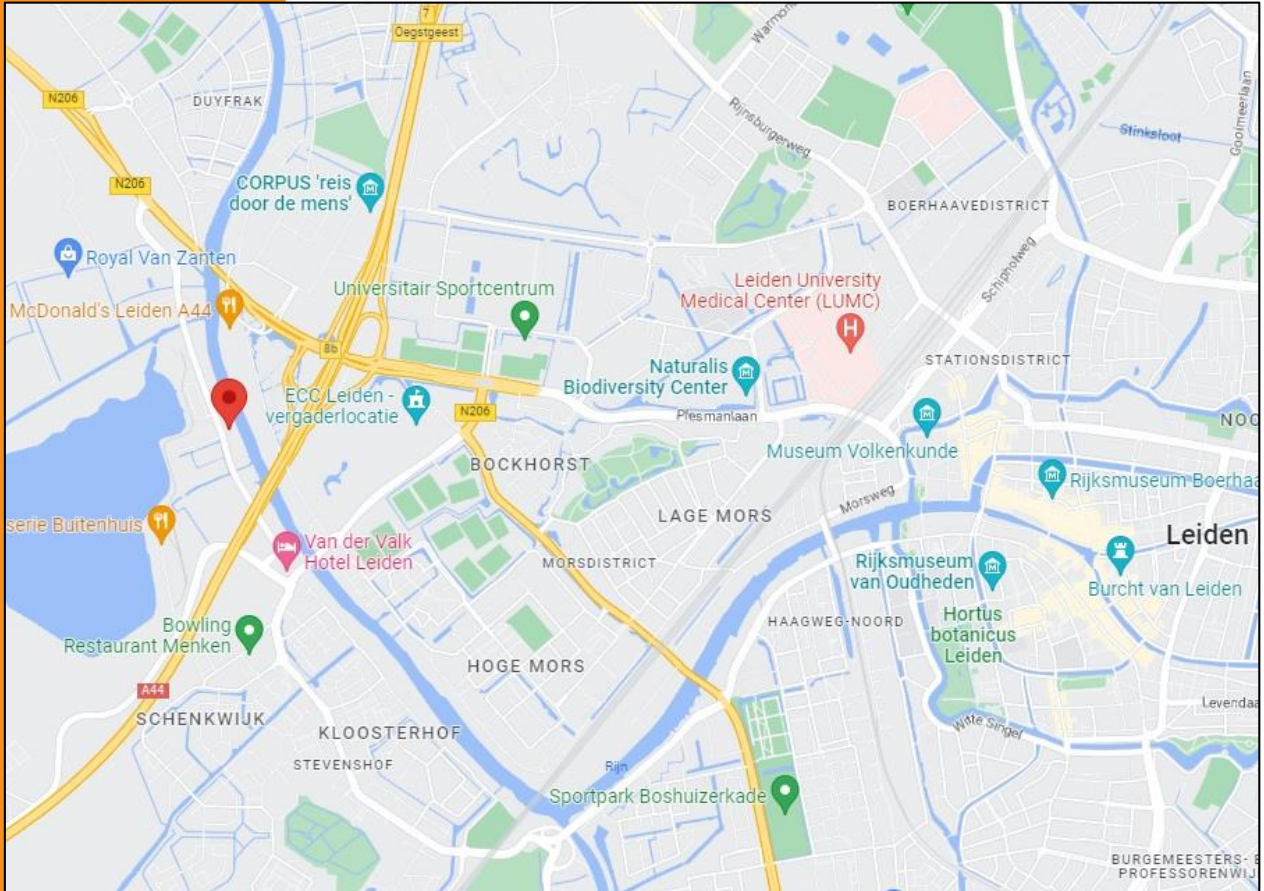 7
Oegstgeest
Warmon
N206
DUYFRAK
Rijnsburgerweg
Stinksloot
Gooimeerlaan
N206
CORPUS 'reis
door de mens'
BOERHAAVEDISTRICT
Royal Van Zanten
Schipholweg
Leiden University
Medical Center (LUMC)
H
Universitair Sportcentrum
McDonald's Leiden A44
8b
Naturalis
Biodiversity Center
STATIONSDISTRICT
ECC Leiden -
vergaderlocatie
N206
Plesmanlaan
NOO
Museum Volkenkunde
BOCKHORST
Rijksmuseum Boerhaa
Morsweg
LAGE MORS
serie Buitenhuis
Leiden
Van der Valk
Hotel Leiden
MORSDISTRICT
Rijksmuseum
van Oudheden
Burcht van Leiden
HAAGWEG-NOORD
Hortus
botanicus
Leiden
Bowling
Restaurant Menken
HOGE MORS
A44
SCHENKWIJK
Levendaa
KLOOSTERHOF
Witte Singel
STEVENSHOF
Rijn
Sportpark Boshuizerkade
BURGEMEESTERS- E
PROFESSORENWIJ